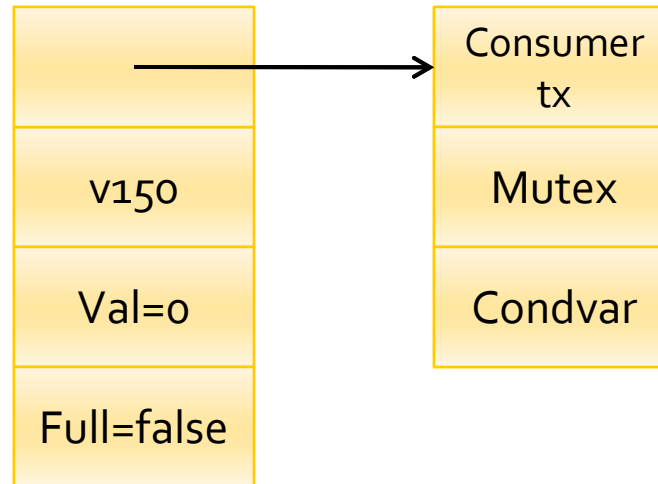 v150
Val=0
Full=false
Consumer
tx
Mutex
Condvar